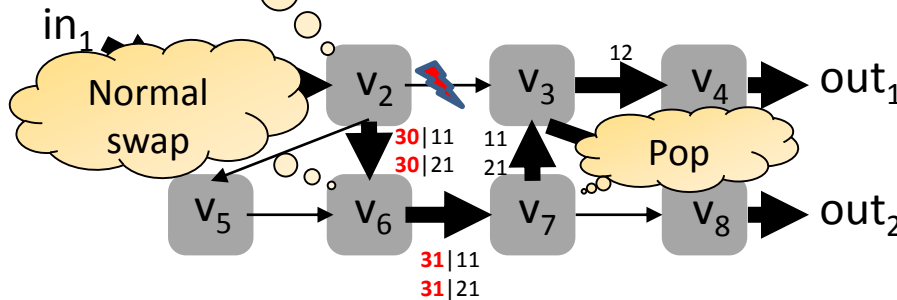 in1
Normal
swap
v2
v3
12
v4
out1
30|11
30|21
11
21
Pop
v5
v6
v7
v8
out2
31|11
31|21